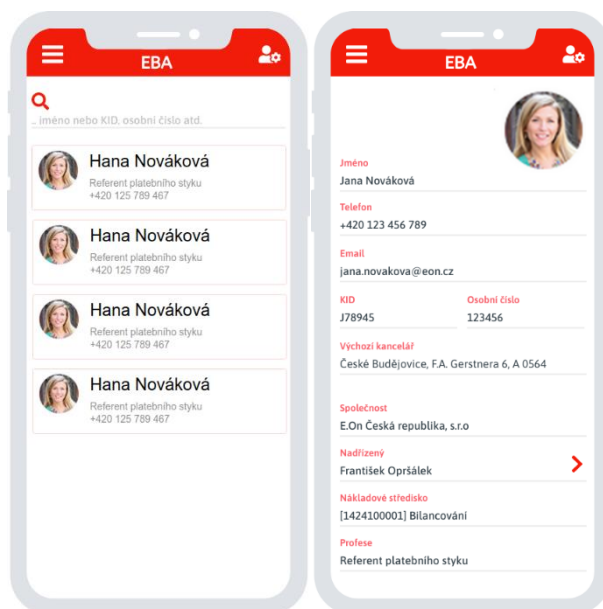 EBA
.. iméno nebo KID, osobní číslo atd.
Hana Nováková
Referent platebního styku
+420 125 789 467
Hana Nováková
Referent platebního styku
+420 125 789 467
Hana Nováková
Referent platebního styku
+420 125 789 467
Hana Nováková
Referent platebního styku
+420 125 789 467
EBA
Jméno
Jana Nováková
Telefon
+420 123 456 789
Email
jana.novakova@eon.cz
KID Osobní číslo
J78945 123456
Výchozí kancelář
České Budějovice, F.A. Gerstnera 6, A 0564
Společnost
E.On Česká republika, s.r.o
Nadřízený
František Opršálek
Nákladové středisko
[1424100001] Bilancování
Profese
Referent platebního styku